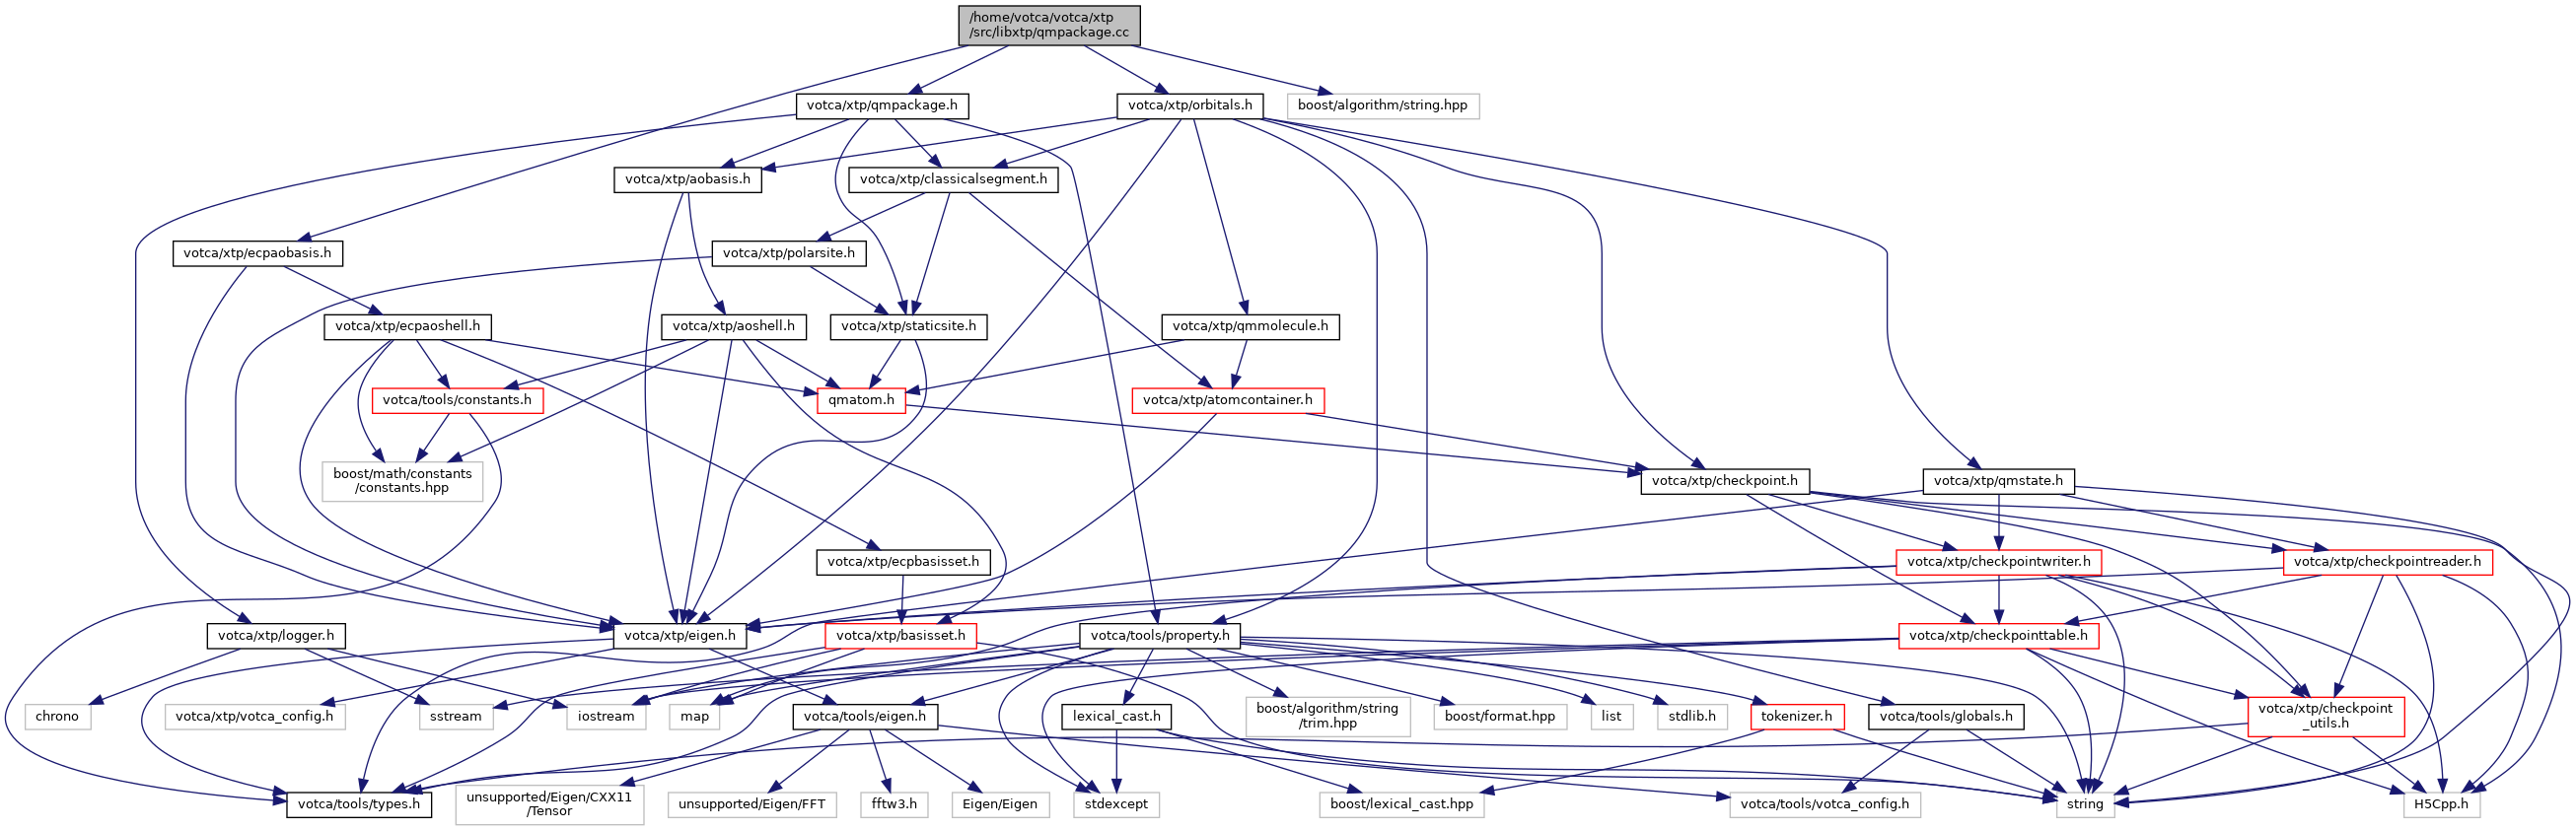 /home/votca/votca/xtp
/src/libxtp/qmpackage.cc
votca/xtp/qmpackage.h
votca/xtp/orbitals.h
boost/algorithm/string.hpp
votca/xtp/aobasis.h
votca/xtp/classicalsegment.h
votca/xtp/ecpaobasis.h
votca/xtp/polarsite.h
votca/xtp/ecpaoshell.h
votca/xtp/aoshell.h
votca/xtp/staticsite.h
votca/xtp/qmmolecule.h
votca/tools/constants.h
qmatom.h
votca/xtp/atomcontainer.h
boost/math/constants
/constants.hpp
votca/xtp/checkpoint.h
votca/xtp/qmstate.h
votca/xtp/ecpbasisset.h
votca/xtp/checkpointwriter.h
votca/xtp/checkpointreader.h
votca/xtp/logger.h
votca/xtp/eigen.h
votca/xtp/basisset.h
votca/tools/property.h
votca/xtp/checkpointtable.h
chrono
votca/xtp/votca_config.h
sstream
iostream
map
votca/tools/eigen.h
lexical_cast.h
boost/algorithm/string
/trim.hpp
boost/format.hpp
list
stdlib.h
tokenizer.h
votca/tools/globals.h
votca/xtp/checkpoint
_utils.h
votca/tools/types.h
unsupported/Eigen/CXX11
/Tensor
unsupported/Eigen/FFT
fftw3.h
Eigen/Eigen
stdexcept
boost/lexical_cast.hpp
votca/tools/votca_config.h
string
H5Cpp.h